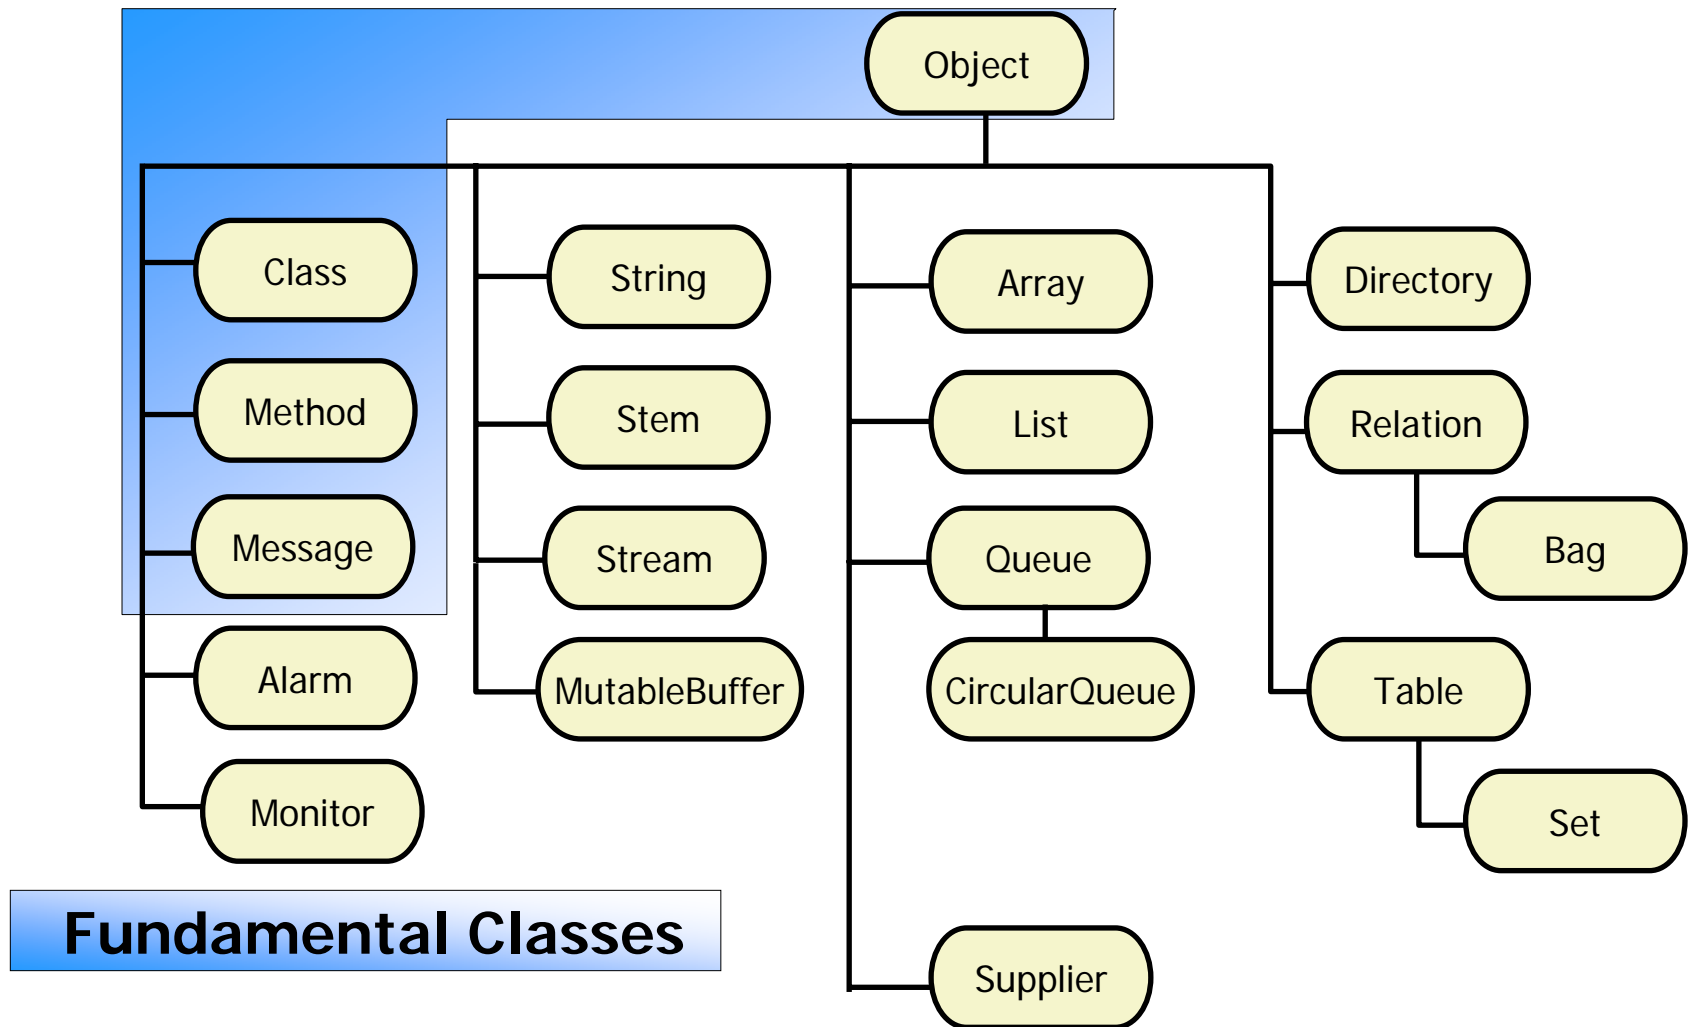 Object
Class
Method
Message
Alarm
Monitor
String
Stem
Stream
MutableBuffer
Array
List
Queue
CircularQueue
Supplier
Directory
Relation
Bag
Table
Set
Fundamental Classes